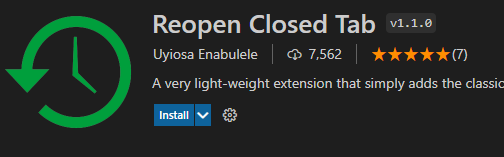 Reopen Closed Tab v1.1.0
Uyiosa Enabulele | 7,562 | (7)
A very light-weight extension that simply adds the classic
Install